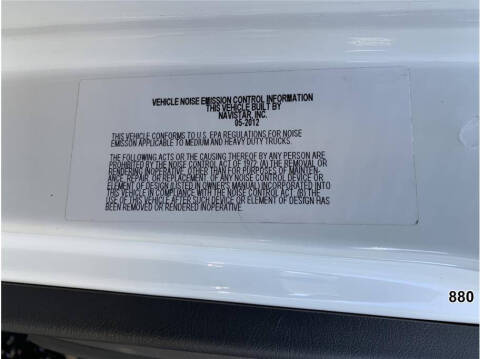 VEHICLE NOISE EMISSION CONTROL INFORMATION
THIS VEHICLE BUILT BY
NAVISTAR, INC.
05-2012
THIS VEHICLE CONFORMS TO U.S. EPA REGULATIONS FOR NOISE
EMISSON APPLICABLE TO MEDIUM AND HEAVY DUTY TRUCKS.
THE FOLLOWING ACTS OR THE CAUSING THEREOF BY ANY PERSON ARE
PROHIBITED BY THE NOISE CONTROL ACT OF 1972. (A) THE REMOVAL OR
RENDERING INOPERATIVE, OTHER THAN FOR PURPOSES OF MAINTEN-
ANCE, REPAIR, OR REPLACEMENT, OF ANY NOISE CONTROL DEVICE OR
ELEMENT OF DESIGN (LISTED IN OWNER'S MANUAL) INCORPORATED INTO
THIS VEHICLE IN COMPLIANCE WITH THE NOISE CONTROL ACT. (B) THE
USE OF THIS VEHICLE AFTER SUCH DEVICE OR ELEMENT OF DESIGN HAS
BEEN REMOVED OR RENDERED INOPERATIVE.
880